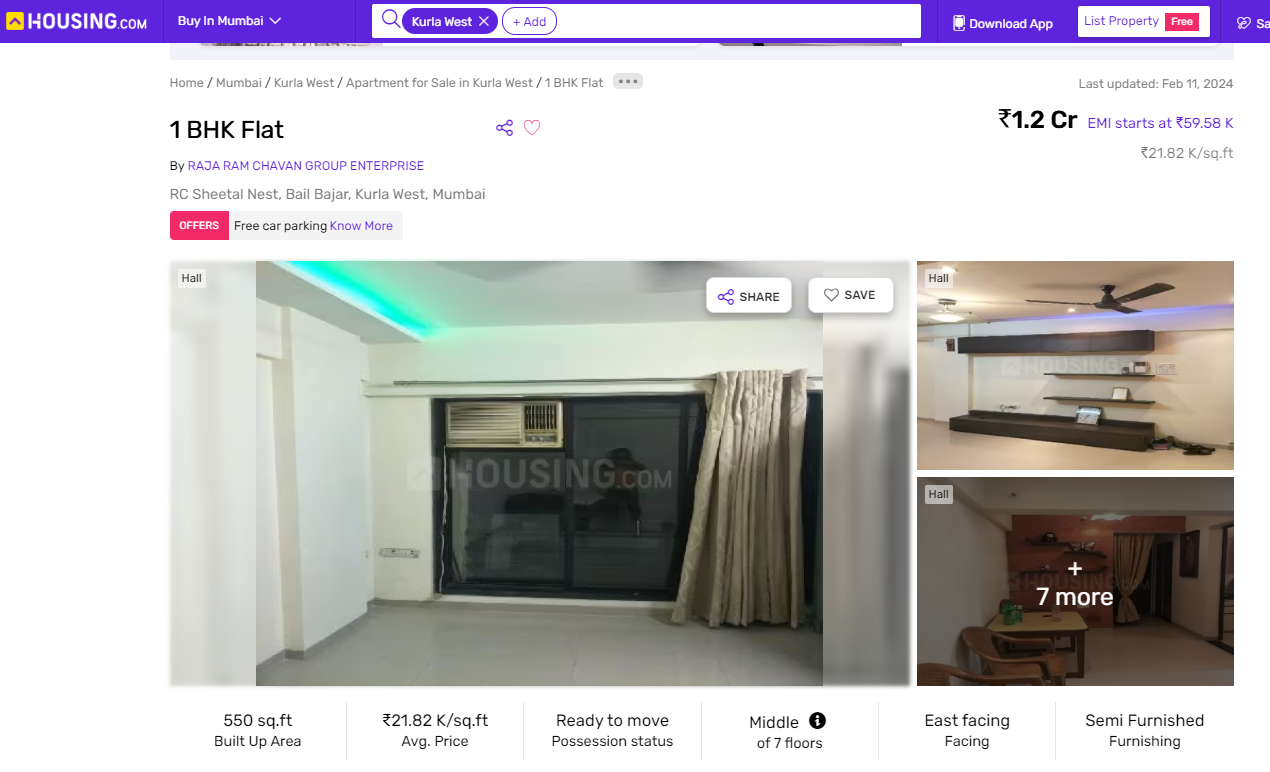 HOUSING.COM
Buy In Mumbai
Kurla West
+ Add
Download App
List Property Free
Sa
Home / Mumbai / Kurla West / Apartment for Sale in Kurla West / 1 BHK Flat
Last updated: Feb 11, 2024
1 BHK Flat
₹1.2 Cr EMI starts at ₹59.58 K
₹21.82 K/sq.ft
By RAJA RAM CHAVAN GROUP ENTERPRISE
RC Sheetal Nest, Bail Bajar, Kurla West, Mumbai
OFFERS Free car parking Know More
Hall
SHARE
SAVE
HOUSING.COM
Hall
HOUSING.COM
Hall
HOUSING.COM
+
7 more
550 sq.ft
Built Up Area
₹21.82 K/sq.ft
Avg. Price
Ready to move
Possession status
Middle
of 7 floors
East facing
Facing
Semi Furnished
Furnishing